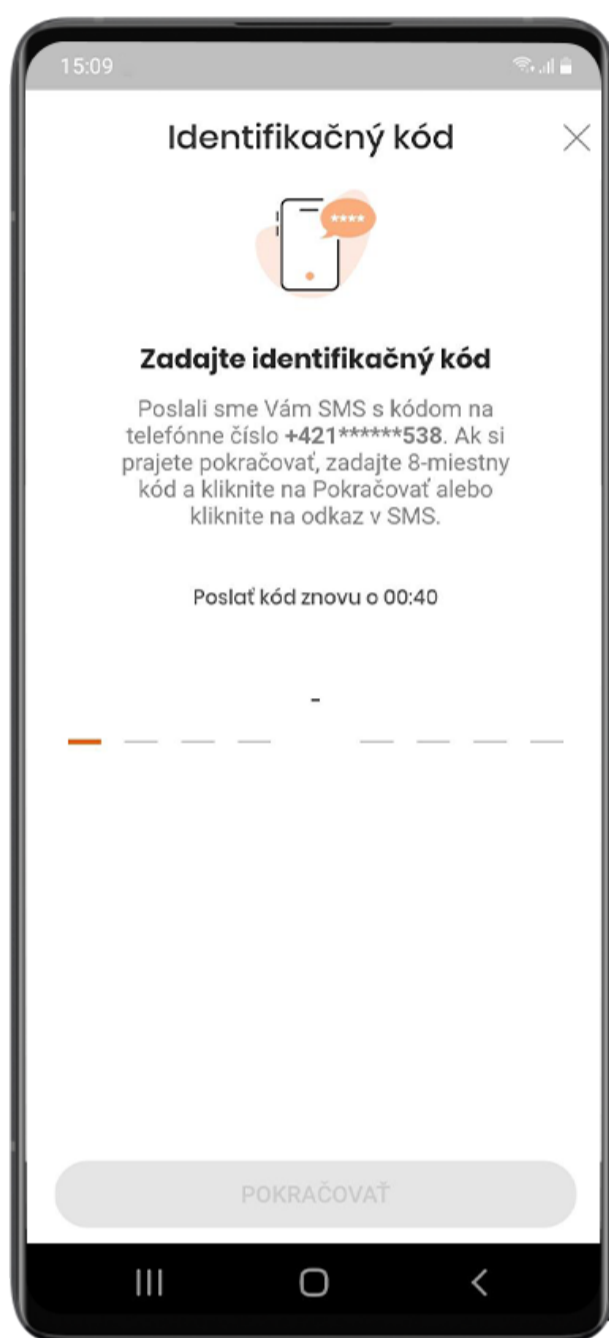 15:09
Identifikačný kód
****
Zadajte identifikačný kód
Poslali sme Vám SMS s kódom na
telefónne číslo +421******538. Ak si
prajete pokračovať, zadajte 8-miestny
kód a kliknite na Pokračovať alebo
kliknite na odkaz v SMS.
Poslať kód znovu o 00:40
-
POKRAČOVAŤ